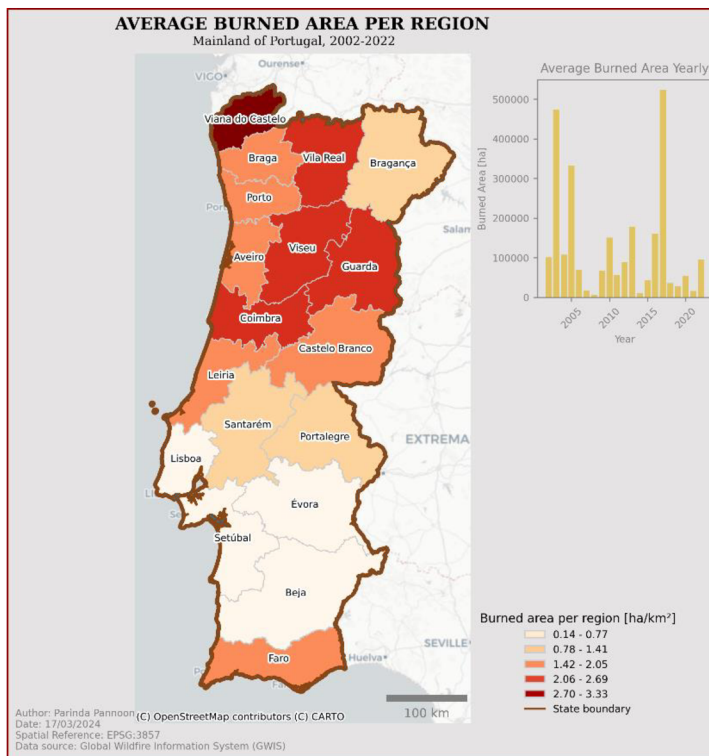 AVERAGE BURNED AREA PER REGION
Mainland of Portugal, 2002-2022
VIGO
Ourense
Viana do Castelo
Braga
Vila Real
Bragança
Porto
Aveiro
Viseu
Guarda
Coimbra
Castelo Branco
Leiria
Santarém
Portalegre
Lisboa
EXTREMA
Évora
Setúbal
Beja
Faro
SEVILLE
Huelva
Average Burned Area Yearly
Burned Area [ha]
500000
400000
300000
200000
100000
0
2005
2010
2015
2020
Year
Burned area per region [ha/km²]
0.14 - 0.77
0.78 - 1.41
1.42 - 2.05
2.06 - 2.69
2.70 - 3.33
State boundary
100 km
Author: Parinda Pannoon
Date: 17/03/2024
Spatial Reference: EPSG:3857
Data source: Global Wildfire Information System (GWIS)
(C) OpenStreetMap contributors (C) CARTO